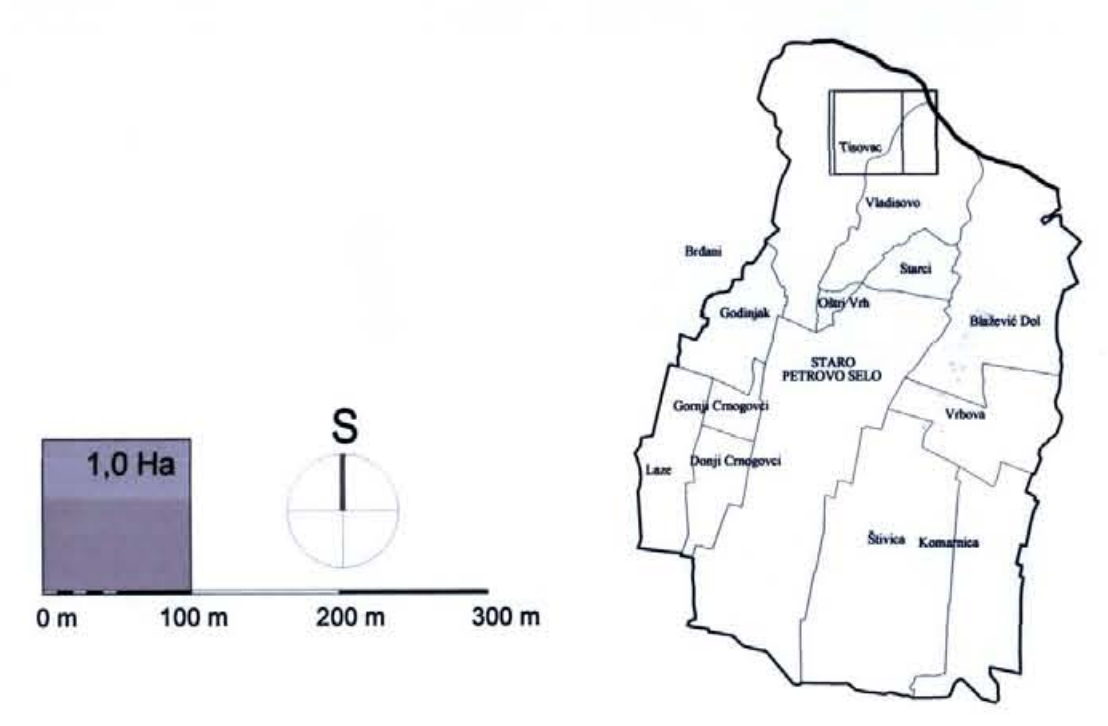 1,0 Ha
S
0 m
100 m
200 m
300 m
Tisovac
Vladisovo
Brđani
Starci
Oštri Vrh
Godinjak
Blažević Dol
STARO
PETROVO SELO
Gornji Crnogovci
Vrbova
Laze
Donji Crnogovci
Štivica
Komarnica